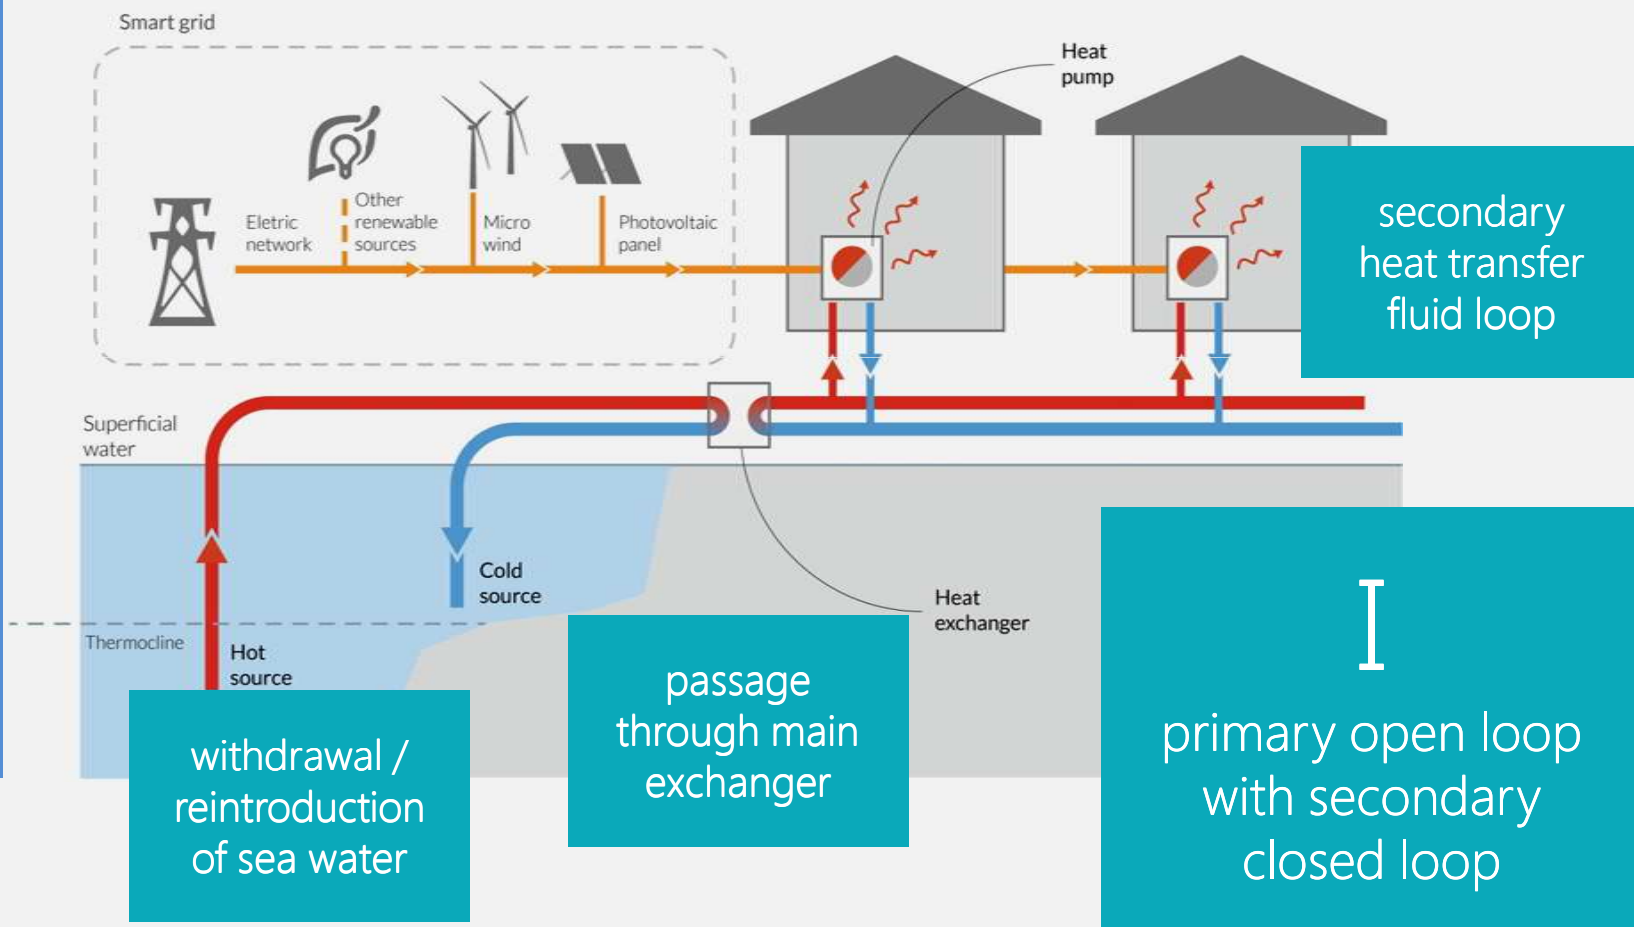 Smart grid
Heat
pump
Eletric
network
Other
renewable
sources
Micro
wind
Photovoltaic
panel
secondary
heat transfer
fluid loop
Superficial
water
Cold
source
Heat
exchanger
Thermocline
Hot
source
withdrawal /
reintroduction
of sea water
passage
through main
exchanger
I
primary open loop
with secondary
closed loop